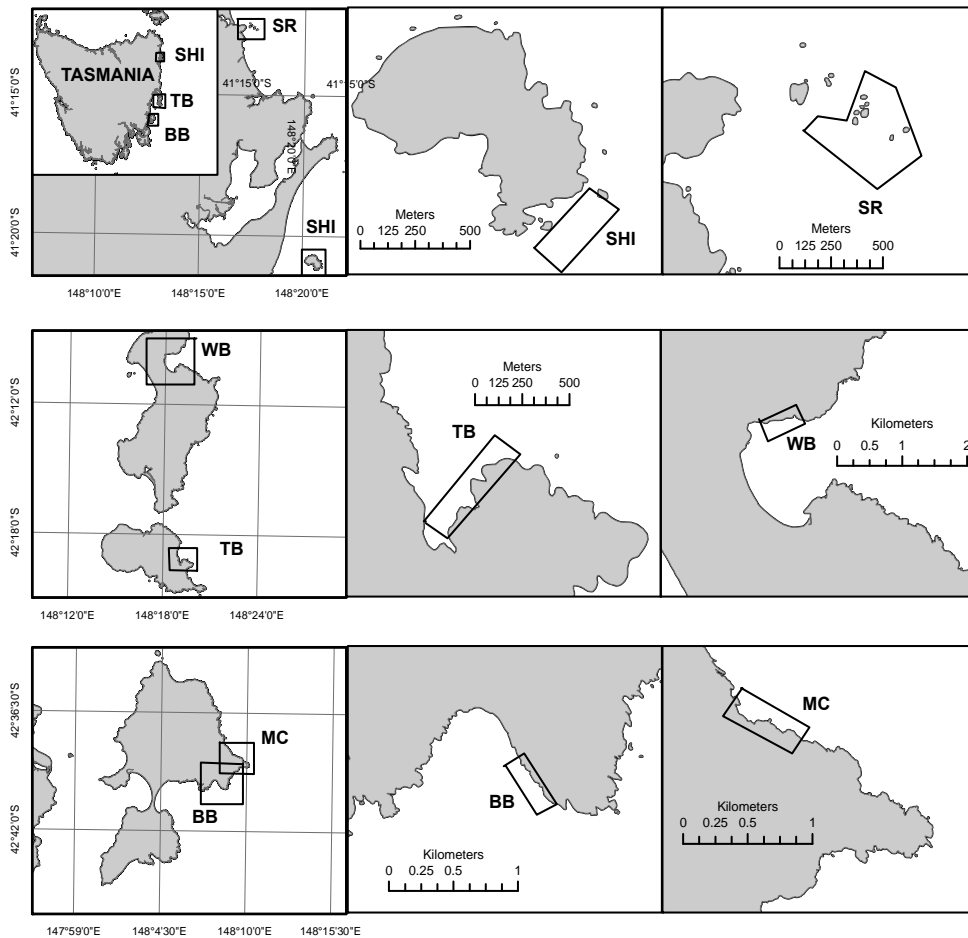 SR
SHI
TASMANIA
TB
BB
41°15'0"S
41°15'0"S
41°15'0"S
148°20'0"E
41°20'0"S
SHI
148°10'0"E 148°15'0"E 148°20'0"E
Meters
0 125 250 500
SHI
SR
Meters
0 125 250 500
WB
42°12'0"S
42°18'0"S
TB
148°12'0"E 148°18'0"E 148°24'0"E
Meters
0 125 250 500
TB
Kilometers
0 0.5 1 2
WB
42°36'30"S
42°42'0"S
MC
BB
147°59'0"E 148°4'30"E 148°10'0"E 148°15'30"E
BB
Kilometers
0 0.25 0.5 1
MC
Kilometers
0 0.25 0.5 1